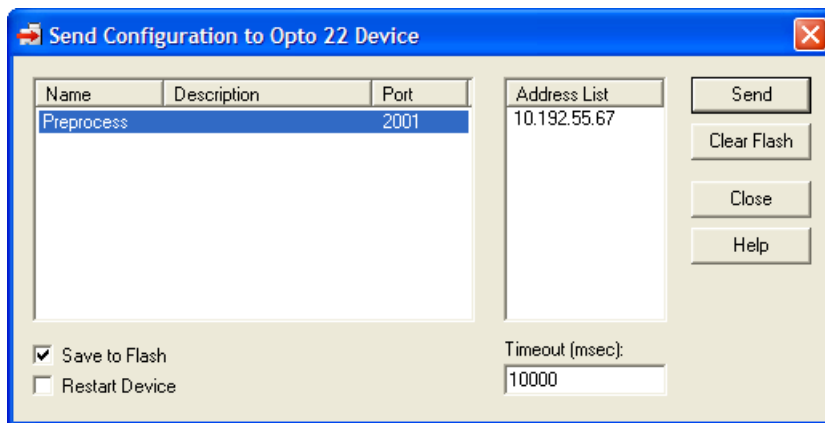 Send Configuration to Opto 22 Device
Name Description Port
Preprocess 2001
Address List
10.192.55.67
Send
Clear Flash
Close
Help
Save to Flash
Restart Device
Timeout (msec):
10000